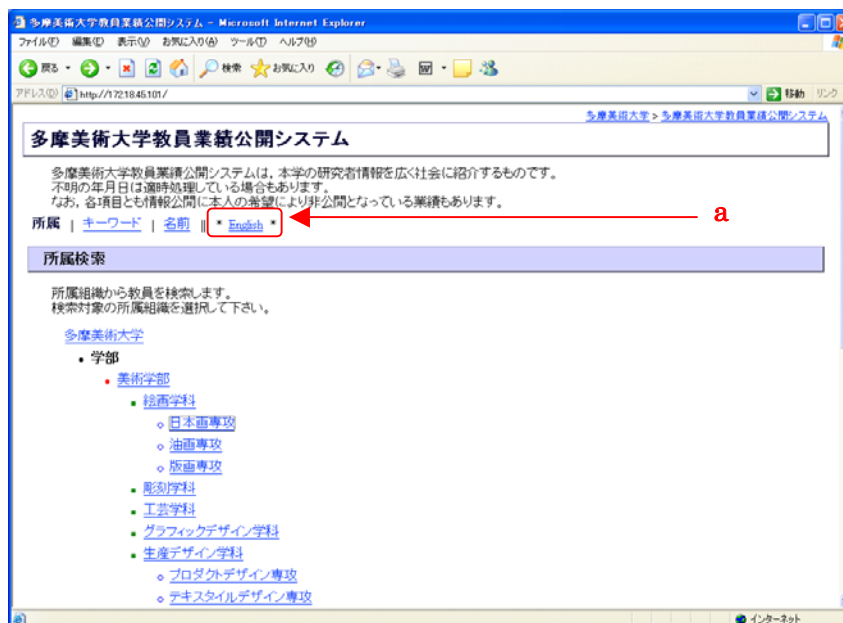 多摩美術大学教員業績公開システム - Microsoft Internet Explorer
ファイル(F) 編集(E) 表示(V) お気に入り(A) ツール(T) ヘルプ(H)
戻る 検索 お気に入り
アドレス(D) http://172.18.45.101/ 移動 リンク
多摩美術大学 > 多摩美術大学教員業績公開システム
多摩美術大学教員業績公開システム
多摩美術大学教員業績公開システムは，本学の研究者情報を広く社会に紹介するものです。
不明の年月日は適時処理している場合もあります。
なお，各項目とも情報公開に本人の希望により非公開となっている業績もあります。
所属 | キーワード | 名前 || * English * a
所属検索
所属組織から教員を検索します。
検索対象の所属組織を選択して下さい。
多摩美術大学
• 学部
• 美術学部
▪ 絵画学科
⋄ 日本画専攻
⋄ 油画専攻
⋄ 版画専攻
▪ 彫刻学科
▪ 工芸学科
▪ グラフィックデザイン学科
▪ 生産デザイン学科
⋄ プロダクトデザイン専攻
⋄ テキスタイルデザイン専攻
インターネット